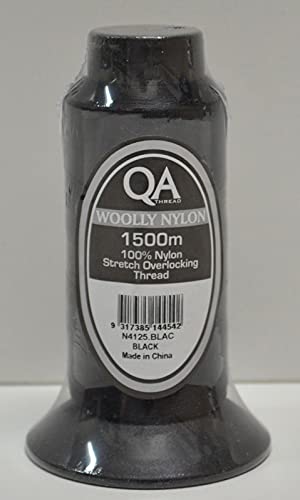 QA
THREAD
WOOLLY NYLON
1500m
100% Nylon
Stretch Overlocking
Thread
9 317385 144542
N4125.BLAC
BLACK
Made in China